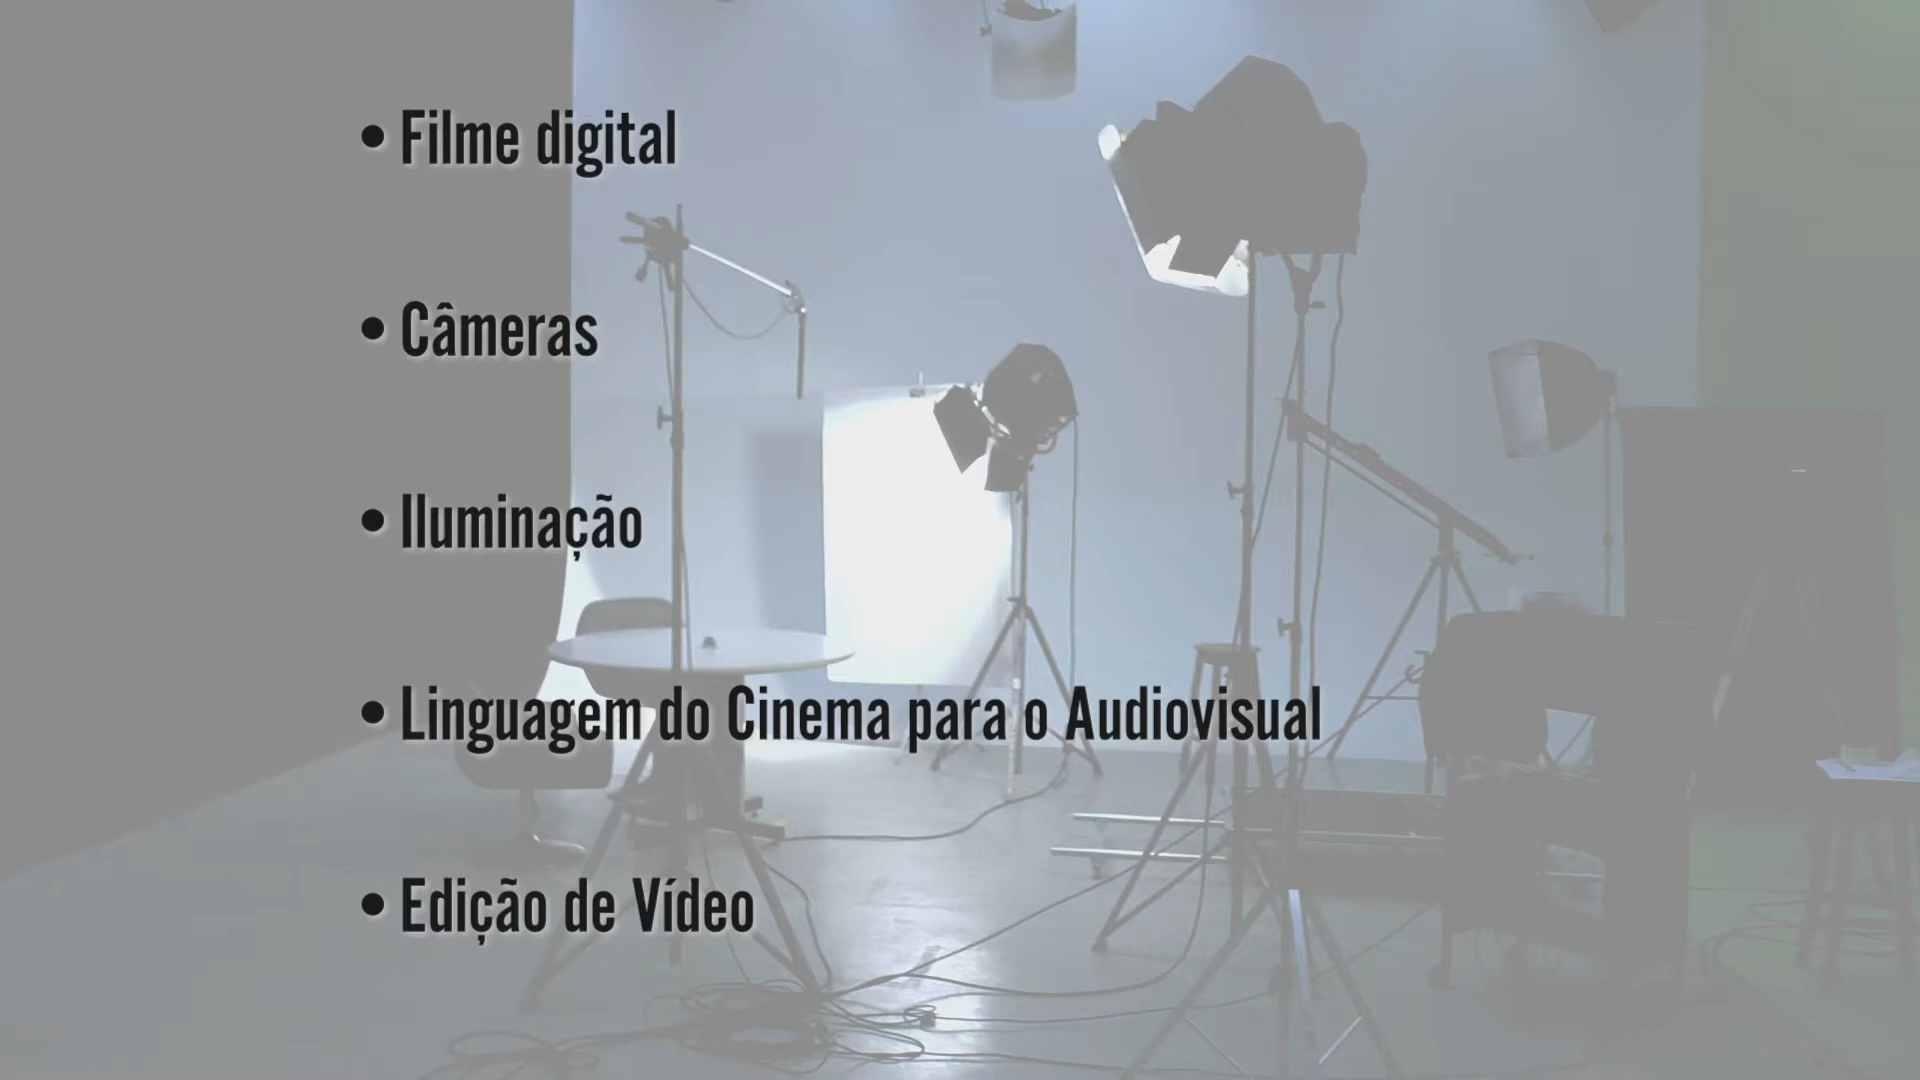 • Filme digital
• Câmeras
• Iluminação
• Linguagem do Cinema para o Audiovisual
• Edição de Vídeo